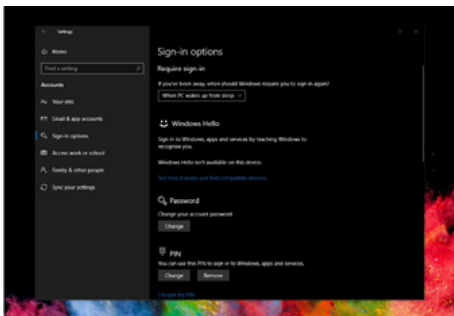 Settings
Home
Find a setting
Accounts
Your info
Email & app accounts
Sign-in options
Access work or school
Family & other people
Sync your settings
Sign-in options
Require sign-in
If you've been away, when should Windows require you to sign in again?
When PC wakes up from sleep
Windows Hello
Sign in to Windows, apps and services by teaching Windows to
recognise you.
Windows Hello isn't available on this device.
See how it works and find compatible devices.
Password
Change your account password
Change
PIN
You can use this PIN to sign in to Windows, apps and services.
Change Remove
I forgot my PIN